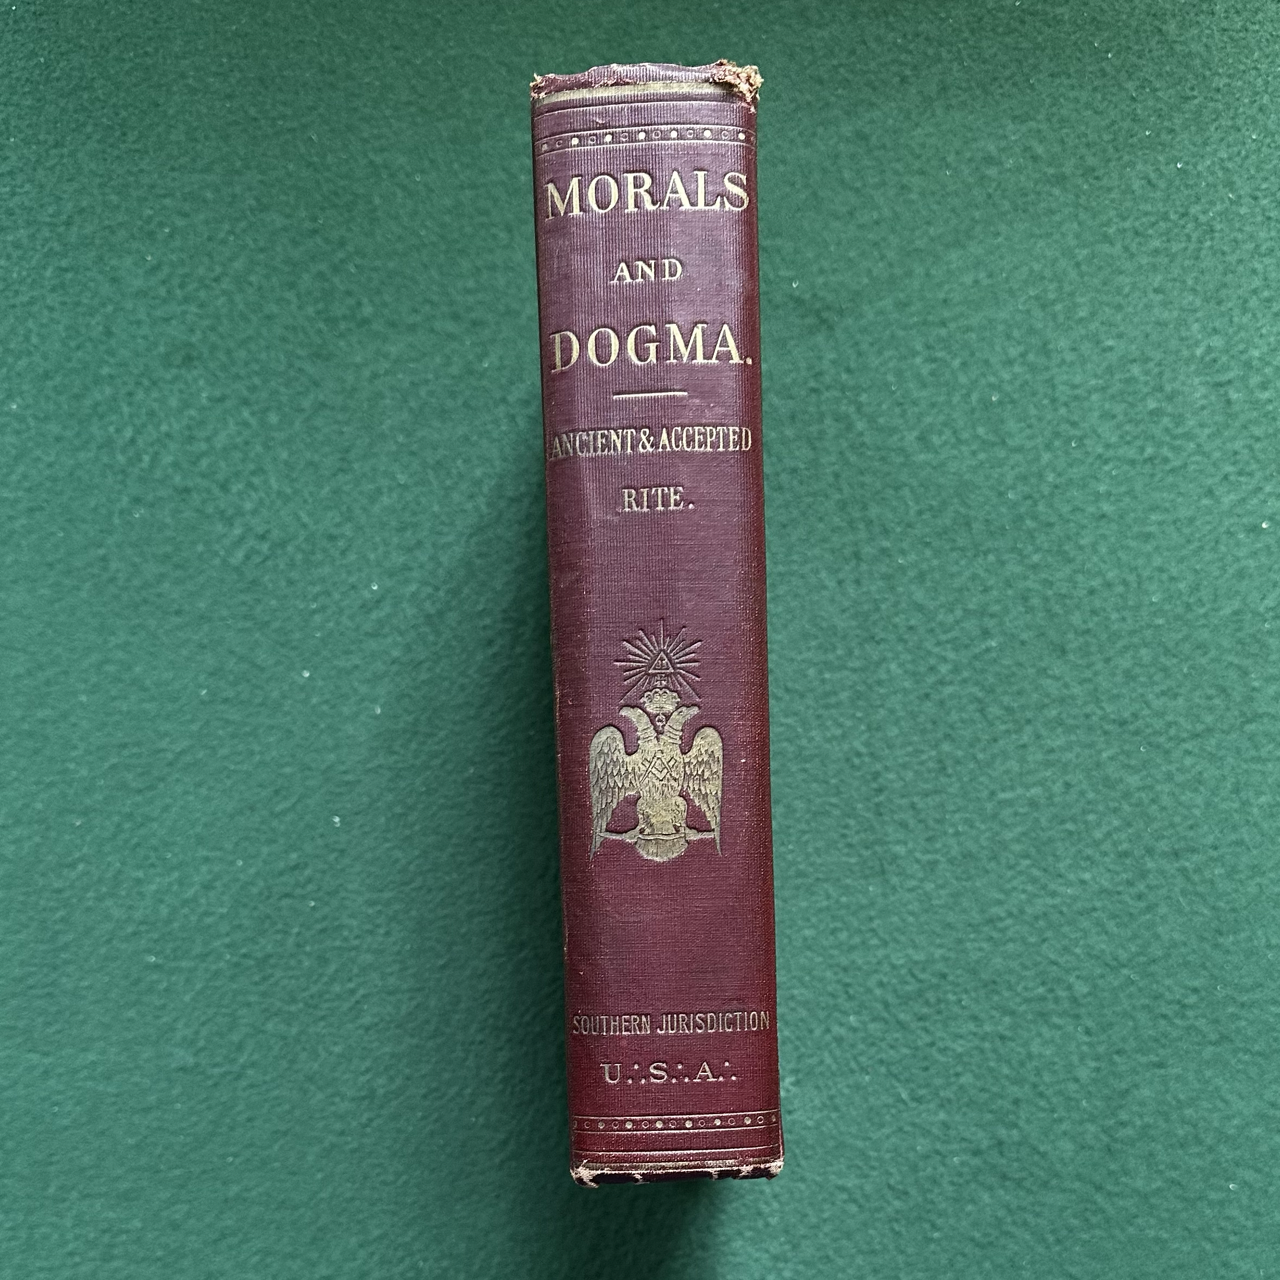 MORALS
AND
DOGMA.
ANCIENT & ACCEPTED
RITE.
SOUTHERN JURISDICTION
U∴S∴A∴